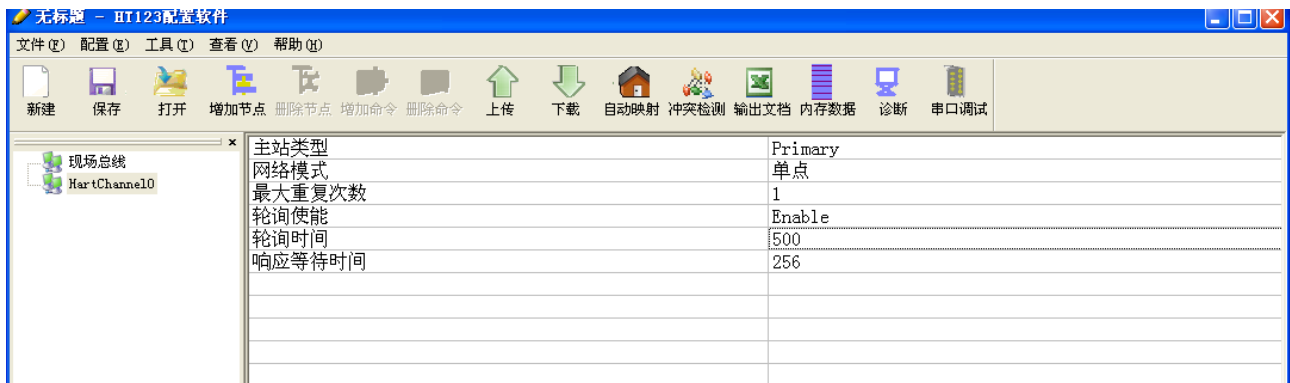 无标题 - HT123配置软件
文件(F) 配置(E) 工具(T) 查看(V) 帮助(H)
新建 保存 打开 增加节点 删除节点 增加命令 删除命令 上传 下载 自动映射 冲突检测 输出文档 内存数据 诊断 串口调试
现场总线
HartChannel0
主站类型 Primary
网络模式 单点
最大重复次数 1
轮询使能 Enable
轮询时间 500
响应等待时间 256